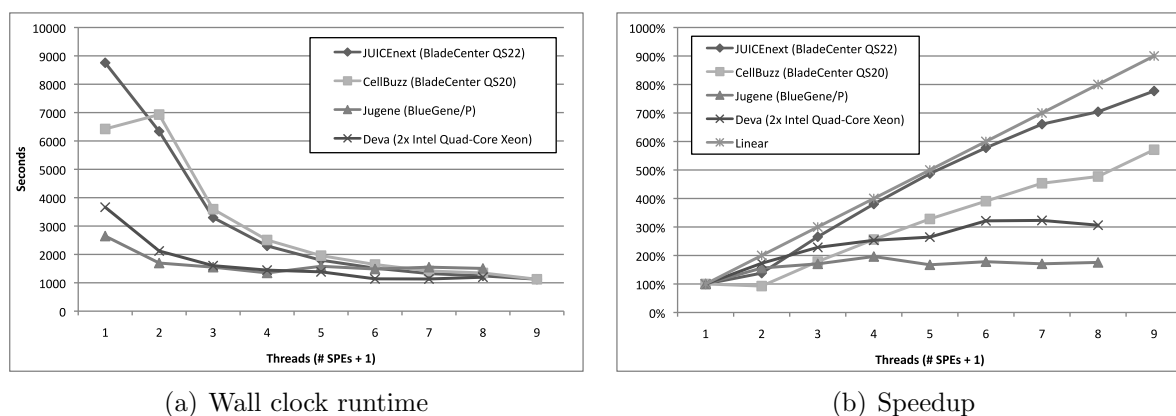 10000
9000
8000
7000
6000
5000
4000
3000
2000
1000
0
Seconds
JUICEnext (BladeCenter QS22)
CellBuzz (BladeCenter QS20)
Jugene (BlueGene/P)
Deva (2x Intel Quad-Core Xeon)
1 2 3 4 5 6 7 8 9
Threads (# SPEs + 1)
(a) Wall clock runtime
1000%
900%
800%
700%
600%
500%
400%
300%
200%
100%
0%
JUICEnext (BladeCenter QS22)
CellBuzz (BladeCenter QS20)
Jugene (BlueGene/P)
Deva (2x Intel Quad-Core Xeon)
Linear
1 2 3 4 5 6 7 8 9
Threads (# SPEs + 1)
(b) Speedup